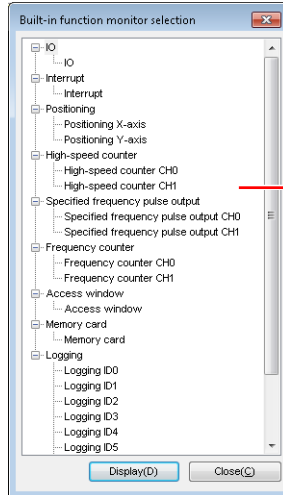 Built-in function monitor selection
IO
IO
Interrupt
Interrupt
Positioning
Positioning X-axis
Positioning Y-axis
High-speed counter
High-speed counter CH0
High-speed counter CH1
Specified frequency pulse output
Specified frequency pulse output CH0
Specified frequency pulse output CH1
Frequency counter
Frequency counter CH0
Frequency counter CH1
Access window
Access window
Memory card
Memory card
Logging
Logging ID0
Logging ID1
Logging ID2
Logging ID3
Logging ID4
Logging ID5
Display(D) Close(C)